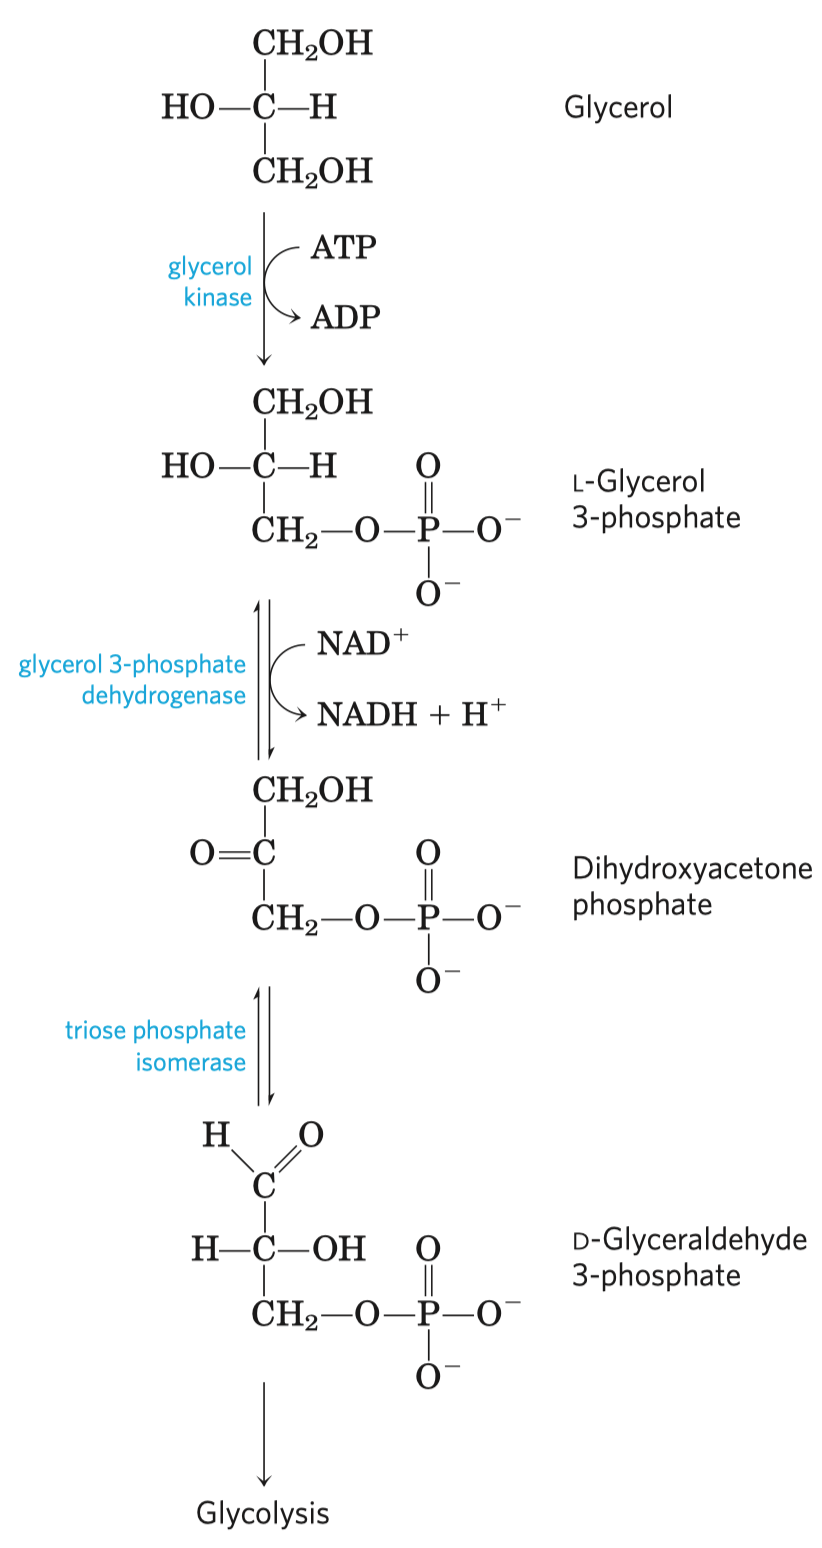 CH₂OH
HO—C—H
Glycerol
CH₂OH
glycerol
kinase
ATP
ADP
CH₂OH
HO—C—H
O
L-Glycerol
3-phosphate
CH₂—O—P—O⁻
O⁻
glycerol 3-phosphate
dehydrogenase
NAD⁺
NADH + H⁺
CH₂OH
O=C
O
Dihydroxyacetone
phosphate
CH₂—O—P—O⁻
O⁻
triose phosphate
isomerase
H O
C
H—C—OH
O
D-Glyceraldehyde
3-phosphate
CH₂—O—P—O⁻
O⁻
Glycolysis